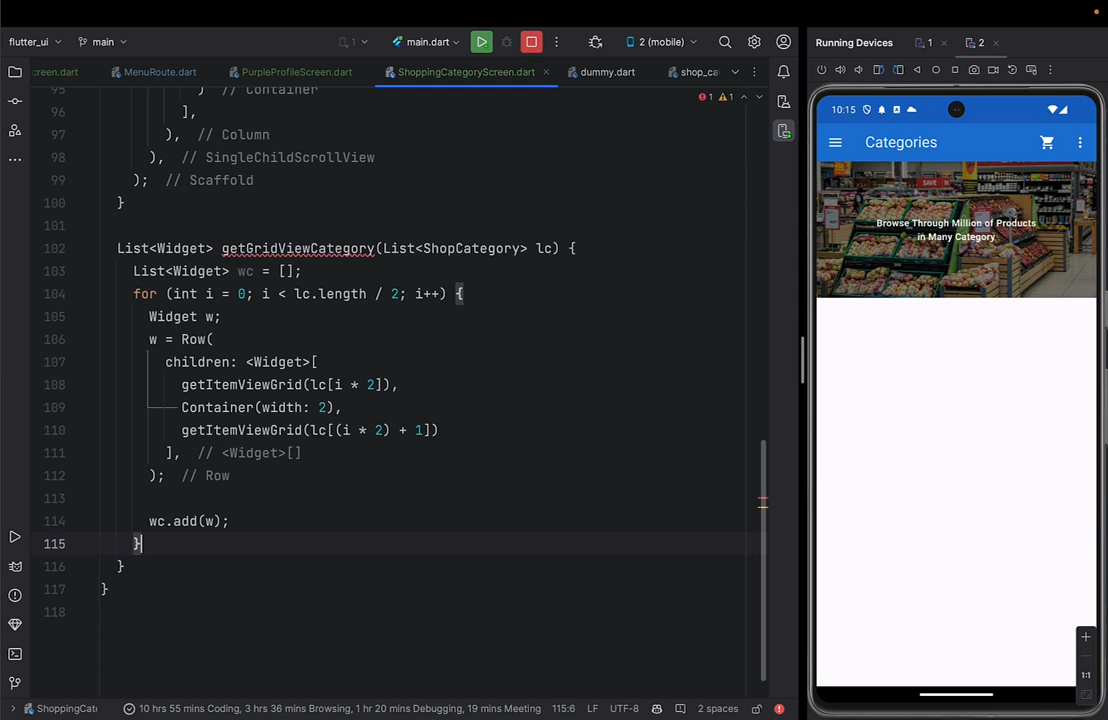 flutter_ui
main
1
main.dart
2 (mobile)
Running Devices
1
2
creen.dart
MenuRoute.dart
PurpleProfileScreen.dart
ShoppingCategoryScreen.dart
dummy.dart
shop_ca
1
1
95 ) // Container
96 ],
97 ), // Column
98 ), // SingleChildScrollView
99 ); // Scaffold
100 }
101
102 List<Widget> getGridViewCategory(List<ShopCategory> lc) {
103 List<Widget> wc = [];
104 for (int i = 0; i < lc.length / 2; i++) {
105 Widget w;
106 w = Row(
107 children: <Widget>[
108 getItemViewGrid(lc[i * 2]),
109 Container(width: 2),
110 getItemViewGrid(lc[(i * 2) + 1])
111 ], // <Widget>[]
112 ); // Row
113
114 wc.add(w);
115 }
116 }
117 }
118
10:15
Categories
SAVE
Browse Through Million of Products
in Many Category
1:1
ShoppingCat
10 hrs 55 mins Coding, 3 hrs 36 mins Browsing, 1 hr 20 mins Debugging, 19 mins Meeting
115:6
LF
UTF-8
2 spaces